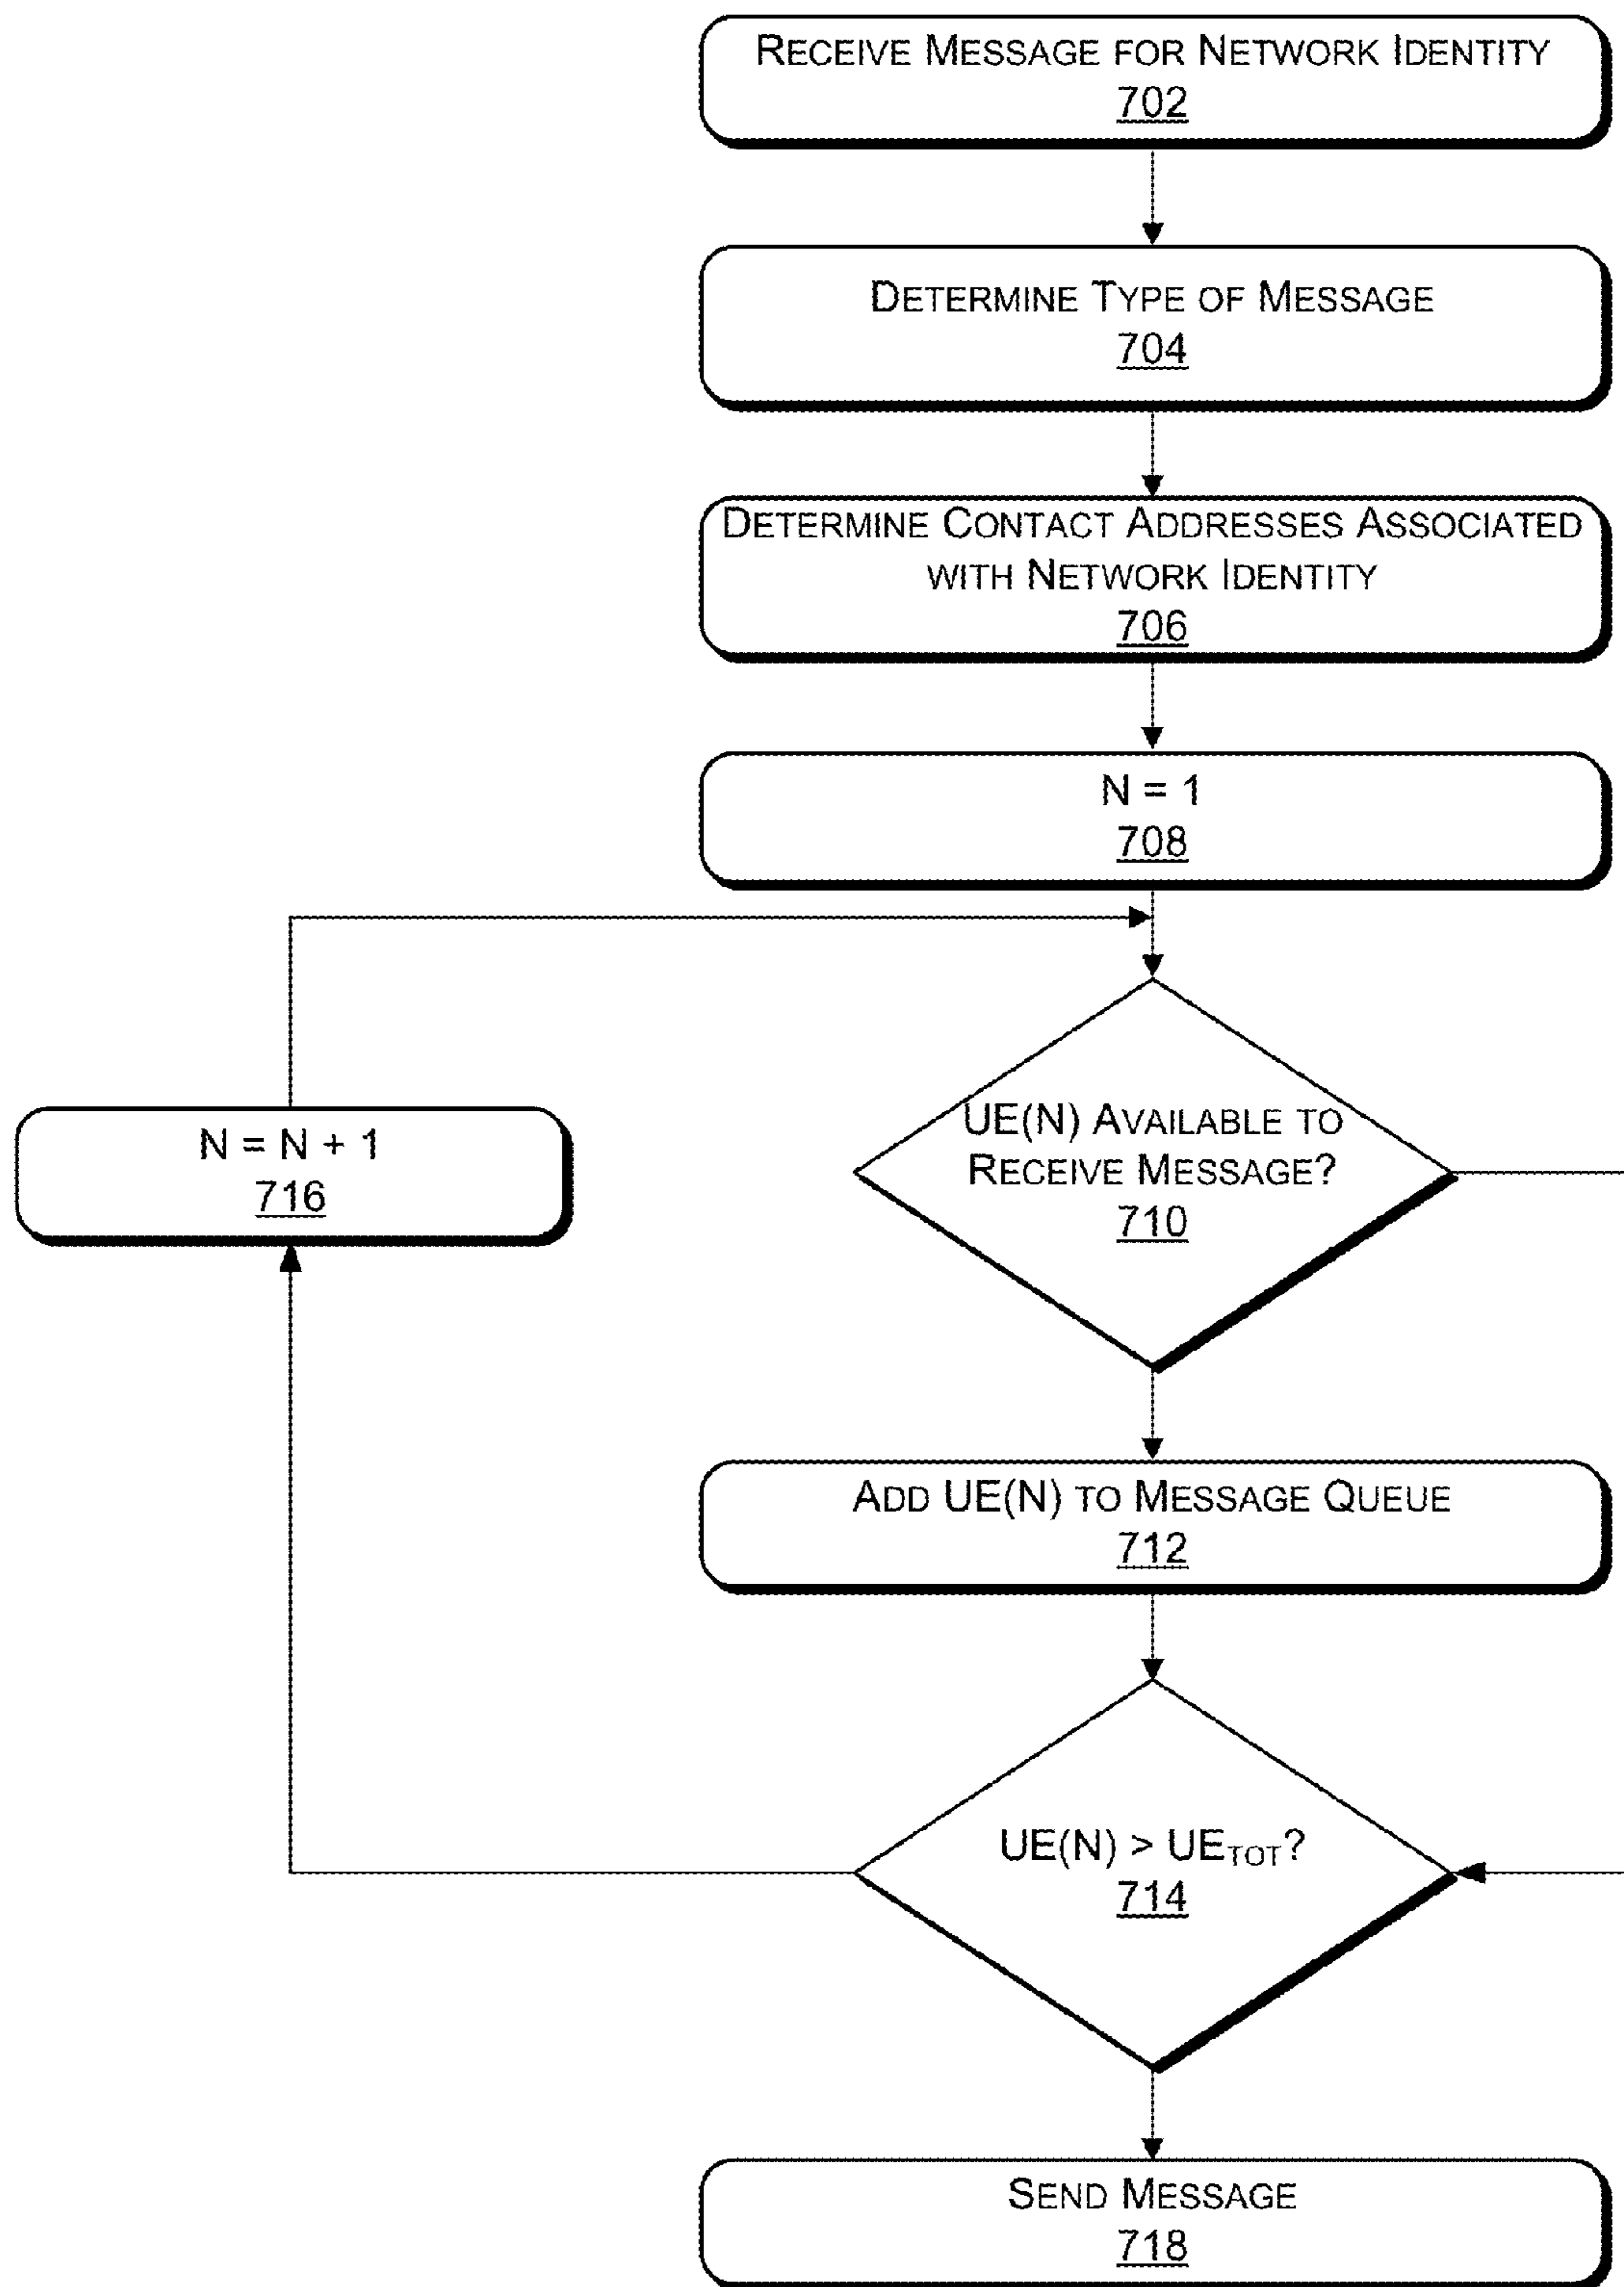 RECEIVE MESSAGE FOR NETWORK IDENTITY
702
DETERMINE TYPE OF MESSAGE
704
DETERMINE CONTACT ADDRESSES ASSOCIATED
WITH NETWORK IDENTITY
706
N = 1
708
UE(N) AVAILABLE TO
RECEIVE MESSAGE?
710
N = N + 1
716
ADD UE(N) TO MESSAGE QUEUE
712
UE(N) > UETOT?
714
SEND MESSAGE
718